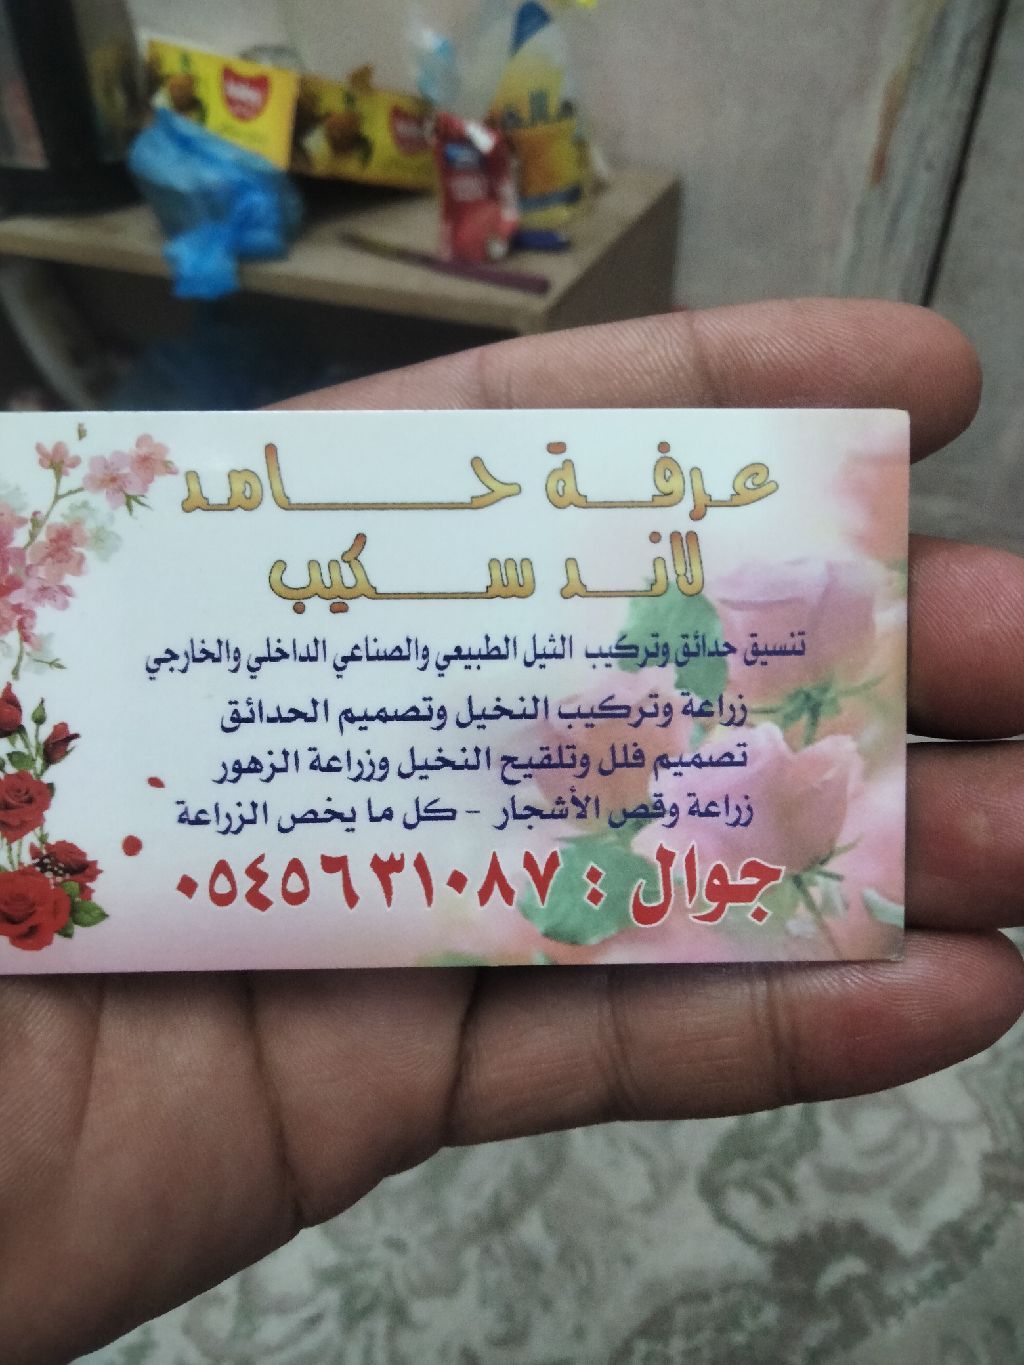 عرفة حامد
لاند سكيب
تنسيق حدائق وتركيب الثيل الطبيعي والصناعي الداخلي والخارجي
زراعة وتركيب النخيل وتصميم الحدائق
تصميم فلل وتلقيح النخيل وزراعة الزهور
زراعة وقص الأشجار - كل ما يخص الزراعة
جوال : ٠٥٤٥٦٣١٠٨٧